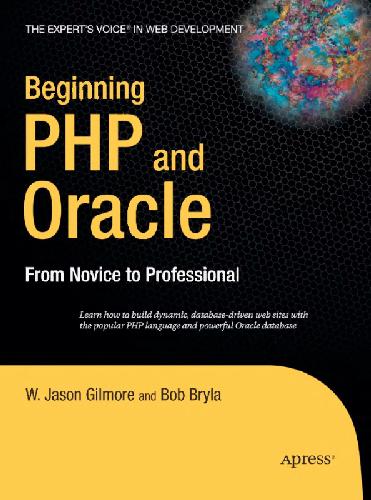 THE EXPERT'S VOICE® IN WEB DEVELOPMENT
Beginning
PHP and
Oracle
From Novice to Professional
Learn how to build dynamic, database-driven web sites with
the popular PHP language and powerful Oracle database
W. Jason Gilmore and Bob Bryla
Apress®